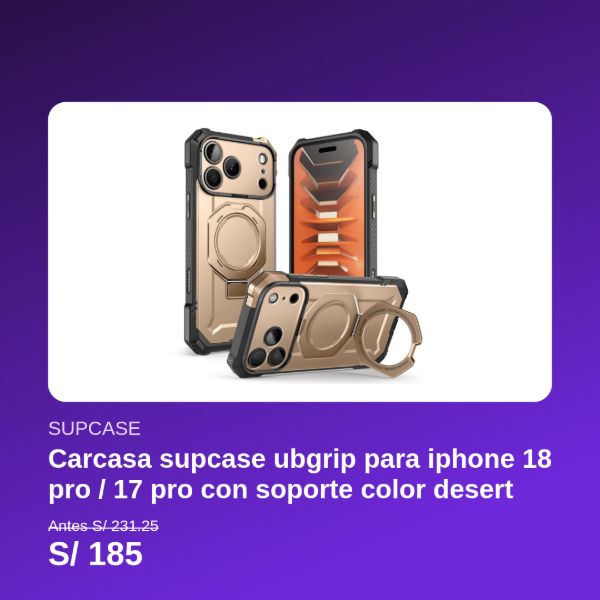 SUPCASE
Carcasa supcase ubgrip para iphone 18
pro / 17 pro con soporte color desert
Antes S/ 231.25
S/ 185